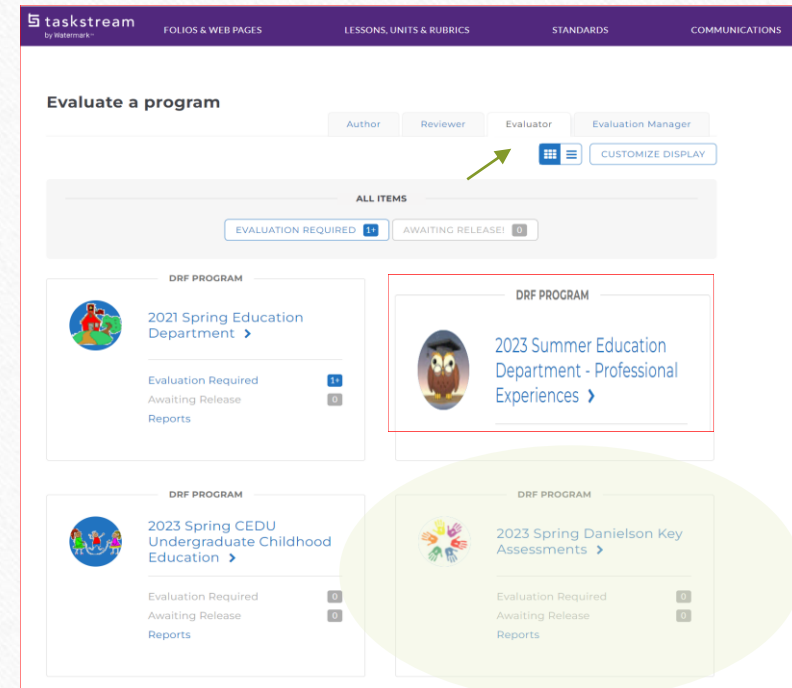 taskstream
by Watermark™
FOLIOS & WEB PAGES
LESSONS, UNITS & RUBRICS
STANDARDS
COMMUNICATIONS
Evaluate a program
Author
Reviewer
Evaluator
Evaluation Manager
CUSTOMIZE DISPLAY
ALL ITEMS
EVALUATION REQUIRED 1+
AWAITING RELEASE! 0
DRF PROGRAM
2021 Spring Education
Department >
Evaluation Required 1+
Awaiting Release 0
Reports
DRF PROGRAM
2023 Summer Education
Department - Professional
Experiences >
DRF PROGRAM
2023 Spring CEDU
Undergraduate Childhood
Education >
Evaluation Required 0
Awaiting Release 0
Reports
DRF PROGRAM
2023 Spring Danielson Key
Assessments >
Evaluation Required 0
Awaiting Release 0
Reports